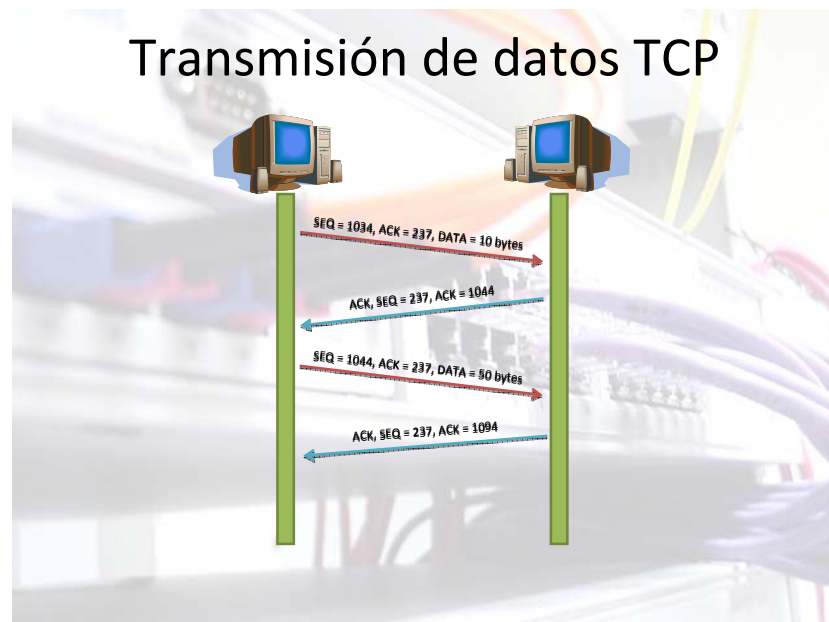 Transmisión de datos TCP
SEQ = 1034, ACK = 237, DATA = 10 bytes
ACK, SEQ = 237, ACK = 1044
SEQ = 1044, ACK = 237, DATA = 50 bytes
ACK, SEQ = 237, ACK = 1094